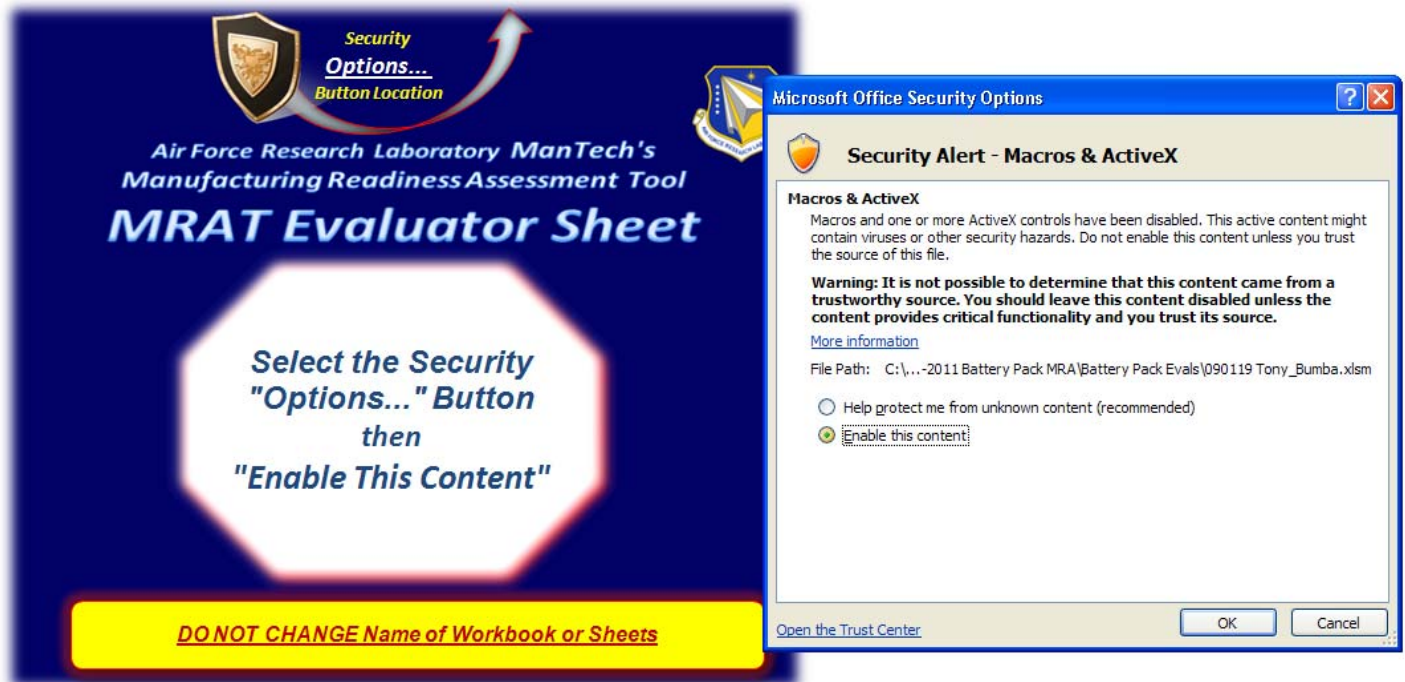 Security
Options...
Button Location
Air Force Research Laboratory ManTech's
Manufacturing Readiness Assessment Tool
MRAT Evaluator Sheet
Select the Security
"Options..." Button
then
"Enable This Content"
DO NOT CHANGE Name of Workbook or Sheets
Microsoft Office Security Options
Security Alert - Macros & ActiveX
Macros & ActiveX
Macros and one or more ActiveX controls have been disabled. This active content might
contain viruses or other security hazards. Do not enable this content unless you trust
the source of this file.
Warning: It is not possible to determine that this content came from a
trustworthy source. You should leave this content disabled unless the
content provides critical functionality and you trust its source.
More information
File Path: C:\...-2011 Battery Pack MRA\Battery Pack Evals\090119 Tony_Bumba.xlsm
Help protect me from unknown content (recommended)
Enable this content
Open the Trust Center
OK
Cancel